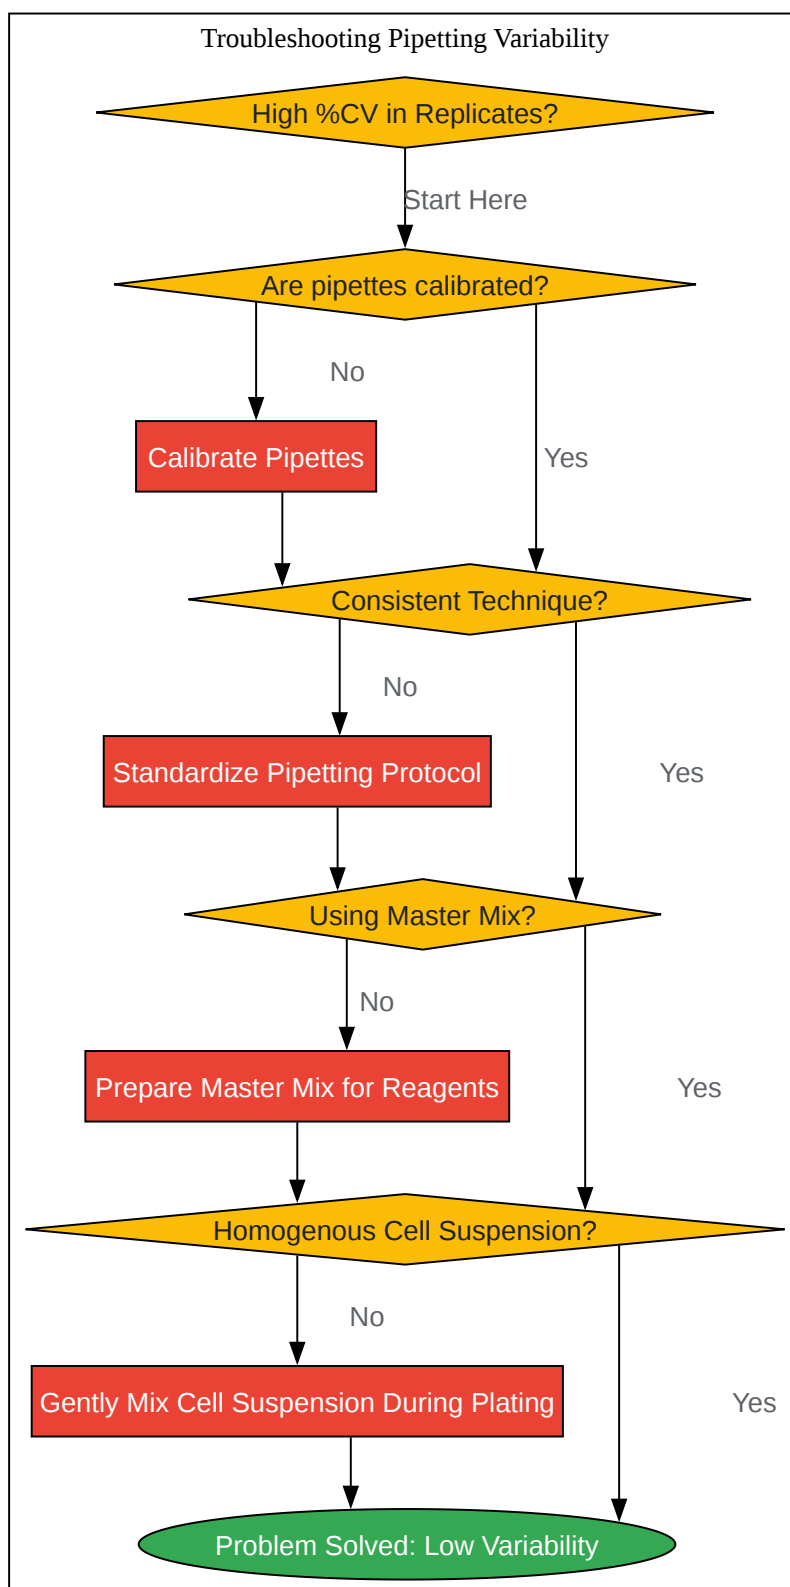 Troubleshooting Pipetting Variability
High %CV in Replicates?
Start Here
Are pipettes calibrated?
No
Calibrate Pipettes
Yes
Consistent Technique?
No
Standardize Pipetting Protocol
Yes
Using Master Mix?
No
Prepare Master Mix for Reagents
Yes
Homogenous Cell Suspension?
No
Gently Mix Cell Suspension During Plating
Yes
Problem Solved: Low Variability